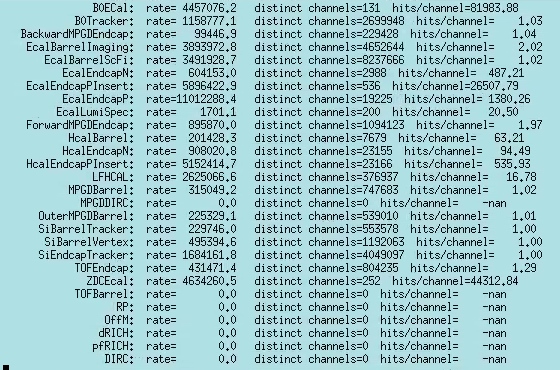 BOECal: rate= 4457076.2 distinct channels=131 hits/channel=81983.88
BOTracker: rate= 1158777.1 distinct channels=2699948 hits/channel= 1.03
BackwardMPGDEndcap: rate= 99446.9 distinct channels=229428 hits/channel= 1.04
EcalBarrelImaging: rate= 3893972.8 distinct channels=4652644 hits/channel= 2.02
EcalBarrelScFi: rate= 3491928.7 distinct channels=8237666 hits/channel= 1.02
EcalEndcapN: rate= 604153.0 distinct channels=2988 hits/channel= 487.21
EcalEndcapPInsert: rate= 5896422.9 distinct channels=536 hits/channel=26507.79
EcalEndcapP: rate=11012288.4 distinct channels=19225 hits/channel= 1380.26
EcalLumiSpec: rate= 1701.1 distinct channels=200 hits/channel= 20.50
ForwardMPGDEndcap: rate= 895870.0 distinct channels=1094123 hits/channel= 1.97
HcalBarrel: rate= 201428.3 distinct channels=7679 hits/channel= 63.21
HcalEndcapN: rate= 908020.8 distinct channels=23155 hits/channel= 94.49
HcalEndcapPInsert: rate= 5152414.7 distinct channels=23166 hits/channel= 535.93
LFHCAL: rate= 2625066.6 distinct channels=376937 hits/channel= 16.78
MPGDBarrel: rate= 315049.2 distinct channels=747683 hits/channel= 1.02
MPGDDIRC: rate= 0.0 distinct channels=0 hits/channel= -nan
OuterMPGDBarrel: rate= 225329.1 distinct channels=539010 hits/channel= 1.01
SiBarrelTracker: rate= 229746.0 distinct channels=553578 hits/channel= 1.00
SiBarrelVertex: rate= 495394.6 distinct channels=1192063 hits/channel= 1.00
SiEndcapTracker: rate= 1684161.8 distinct channels=4049097 hits/channel= 1.00
TOFEndcap: rate= 431471.4 distinct channels=804235 hits/channel= 1.29
ZDCEcal: rate= 4634260.5 distinct channels=252 hits/channel=44312.84
TOFBarrel: rate= 0.0 distinct channels=0 hits/channel= -nan
RP: rate= 0.0 distinct channels=0 hits/channel= -nan
OffM: rate= 0.0 distinct channels=0 hits/channel= -nan
dRICH: rate= 0.0 distinct channels=0 hits/channel= -nan
pfRICH: rate= 0.0 distinct channels=0 hits/channel= -nan
DIRC: rate= 0.0 distinct channels=0 hits/channel= -nan